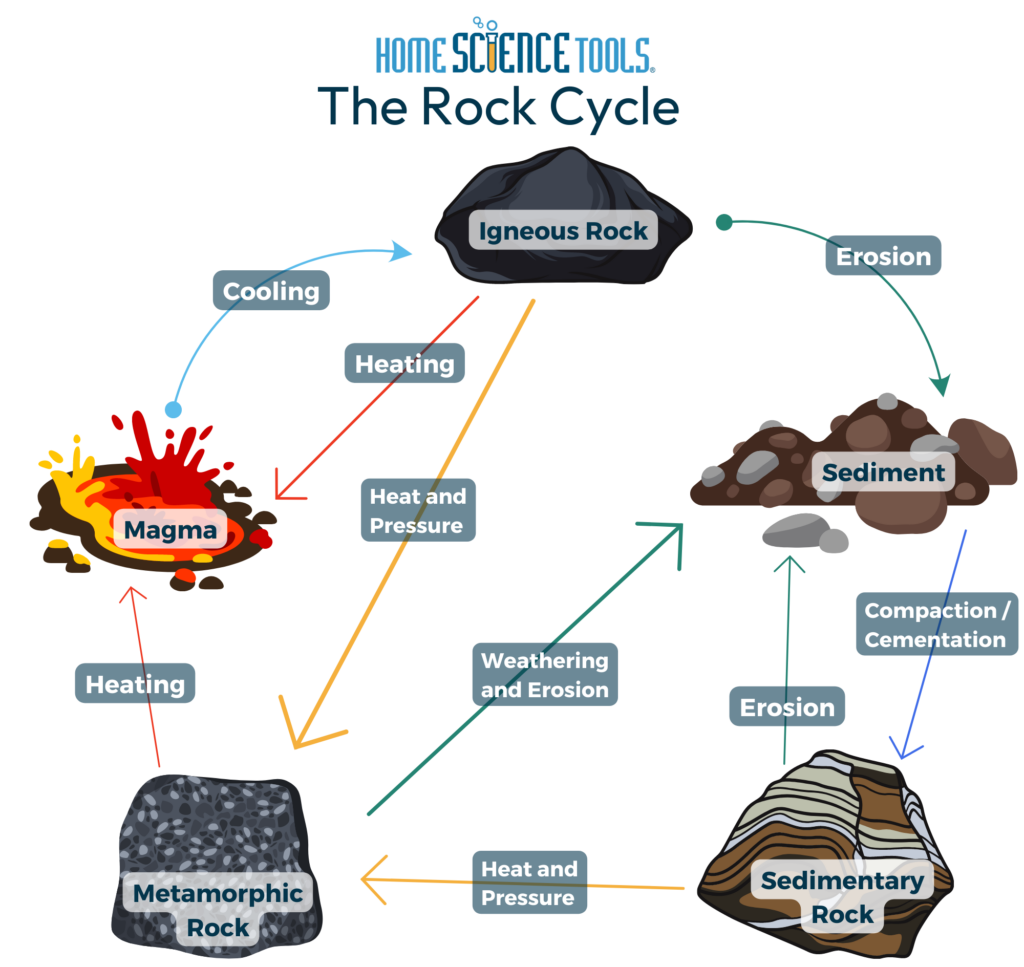 HOME SCIENCE TOOLS®
The Rock Cycle
Igneous Rock
Erosion
Cooling
Heating
Sediment
Heat and
Pressure
Magma
Compaction /
Cementation
Weathering
and Erosion
Heating
Erosion
Heat and
Pressure
Sedimentary
Rock
Metamorphic
Rock